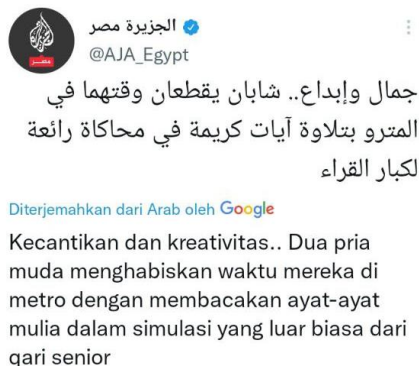 الجزيرة مصر
@AJA_Egypt
جمال وإبداع.. شابان يقطعان وقتهما في
المترو بتلاوة آيات كريمة في محاكاة رائعة
لكبار القراء
Diterjemahkan dari Arab oleh Google
Kecantikan dan kreativitas.. Dua pria
muda menghabiskan waktu mereka di
metro dengan membacakan ayat-ayat
mulia dalam simulasi yang luar biasa dari
qari senior